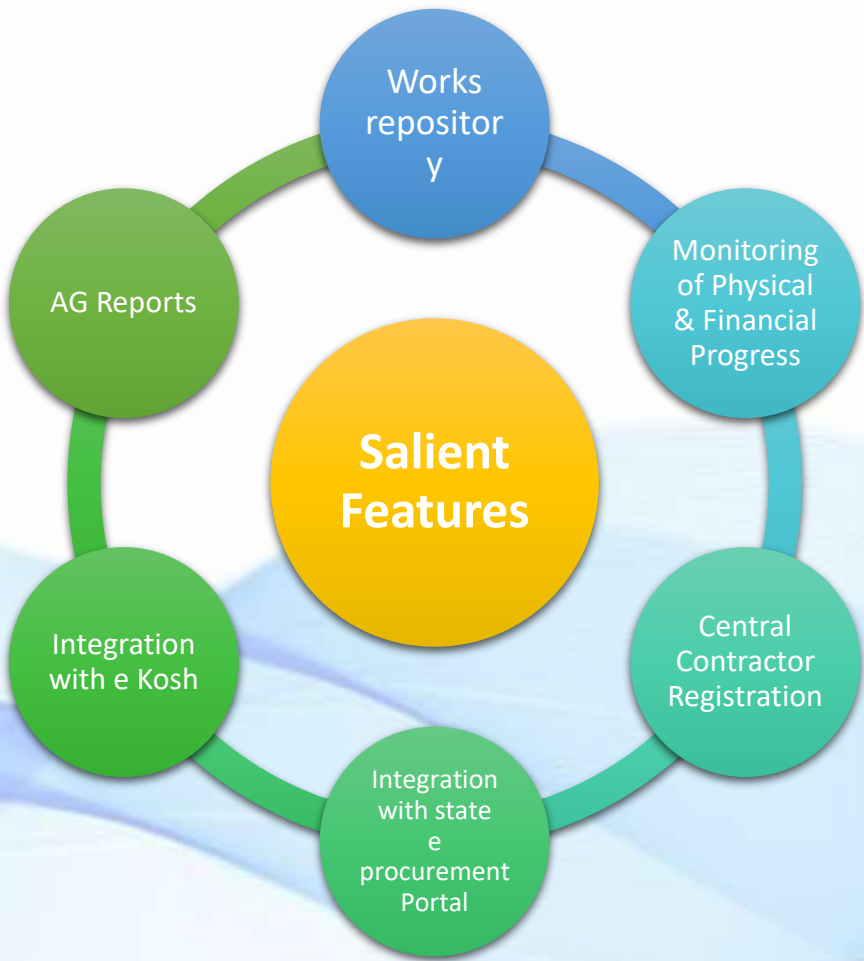 Works
repositor
y
Monitoring
of Physical
& Financial
Progress
Central
Contractor
Registration
Integration
with state
e
procurement
Portal
Integration
with e Kosh
AG Reports
Salient
Features